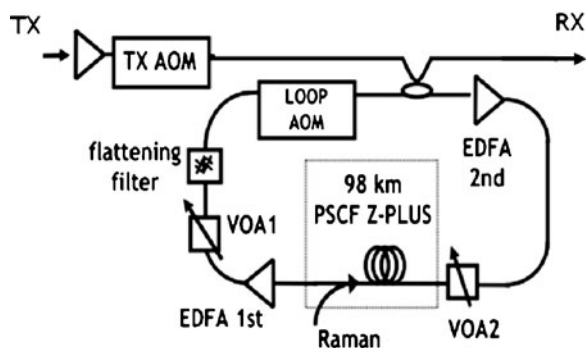 TX
RX
TX AOM
LOOP
AOM
EDFA
2nd
flattening
filter
98 km
PSCF Z-PLUS
VOA1
EDFA 1st
Raman
VOA2